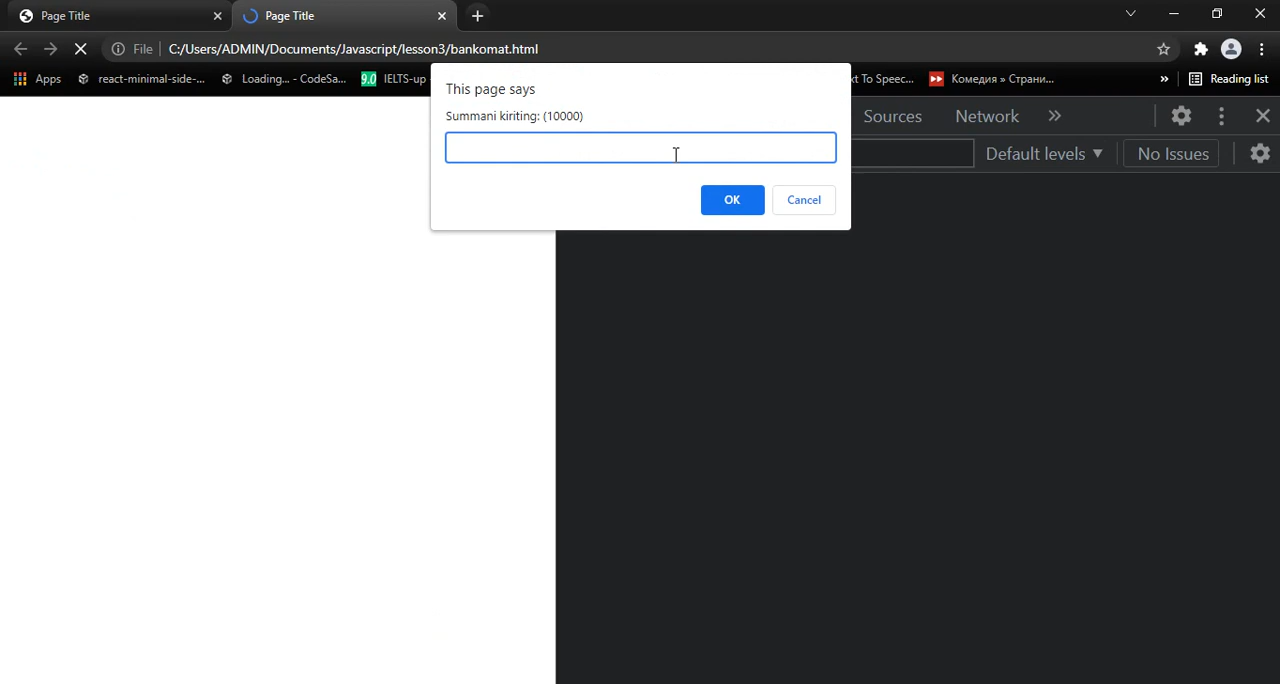 Page Title
Page Title
File
C:/Users/ADMIN/Documents/Javascript/lesson3/bankomat.html
Apps
react-minimal-side-...
Loading... - CodeSa...
9.0 IELTS-up
xt To Speec...
Комедия » Страни...
»
Reading list
This page says
Summani kiriting: (10000)
OK
Cancel
Sources
Network
Default levels
No Issues